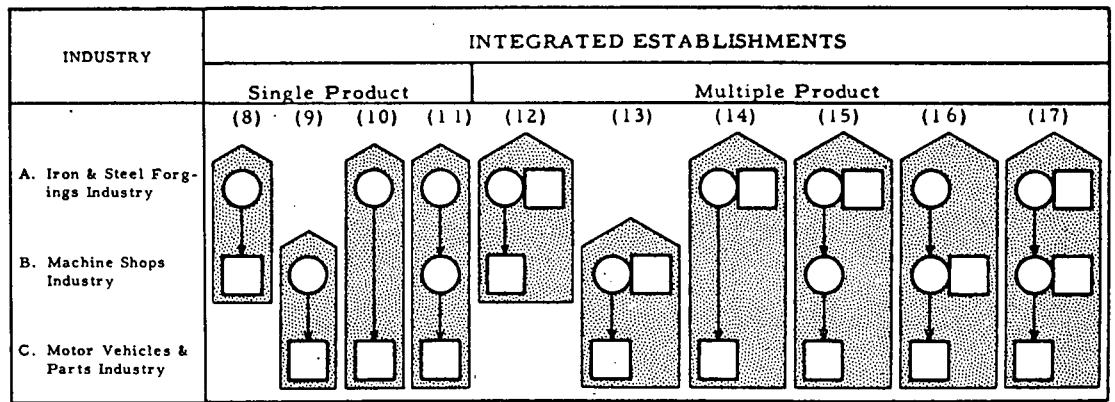 INDUSTRY
INTEGRATED ESTABLISHMENTS
Single Product
Multiple Product
(8) (9) (10) (11) (12) (13) (14) (15) (16) (17)
A. Iron & Steel Forg-
ings Industry
B. Machine Shops
Industry
C. Motor Vehicles &
Parts Industry